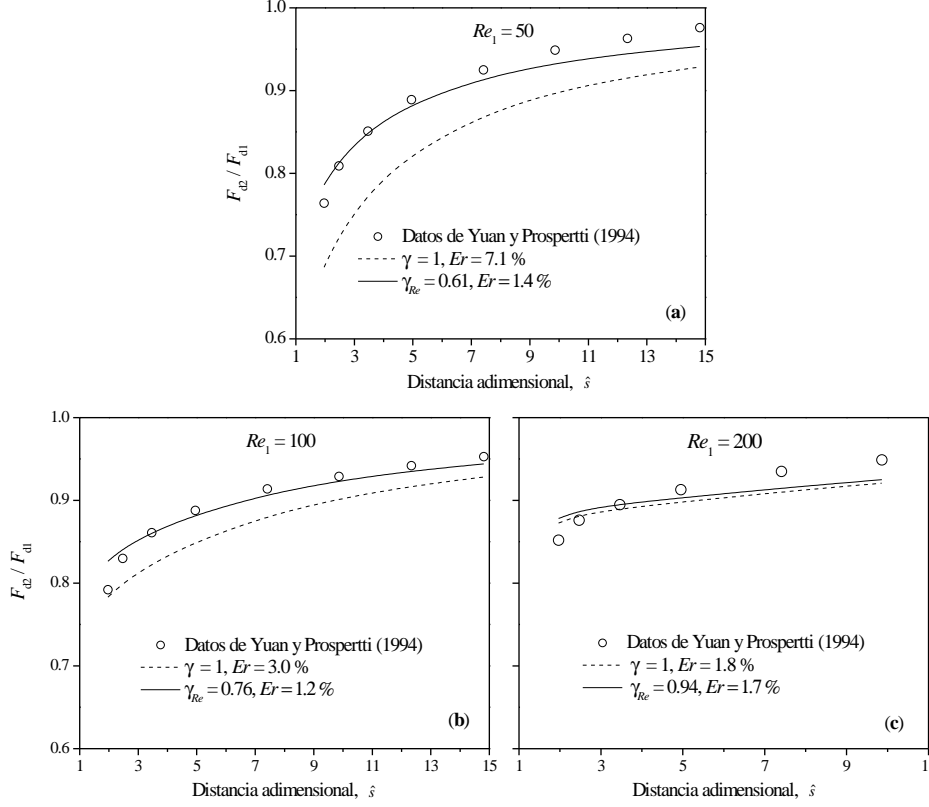 (a)
Re1 = 50
1.0
0.9
0.8
0.7
0.6
Fd2 / Fd1
Datos de Yuan y Prospertti (1994)
γ = 1, Er = 7.1 %
γRe = 0.61, Er = 1.4 %
1 3 5 7 9 11 13 15
Distancia adimensional, ŝ
(b)
Re1 = 100
1.0
0.9
0.8
0.7
0.6
Fd2 / Fd1
Datos de Yuan y Prospertti (1994)
γ = 1, Er = 3.0 %
γRe = 0.76, Er = 1.2 %
1 3 5 7 9 11 13 15
Distancia adimensional, ŝ
(c)
Re1 = 200
Datos de Yuan y Prospertti (1994)
γ = 1, Er = 1.8 %
γRe = 0.94, Er = 1.7 %
1 3 5 7 9 1
Distancia adimensional, ŝ